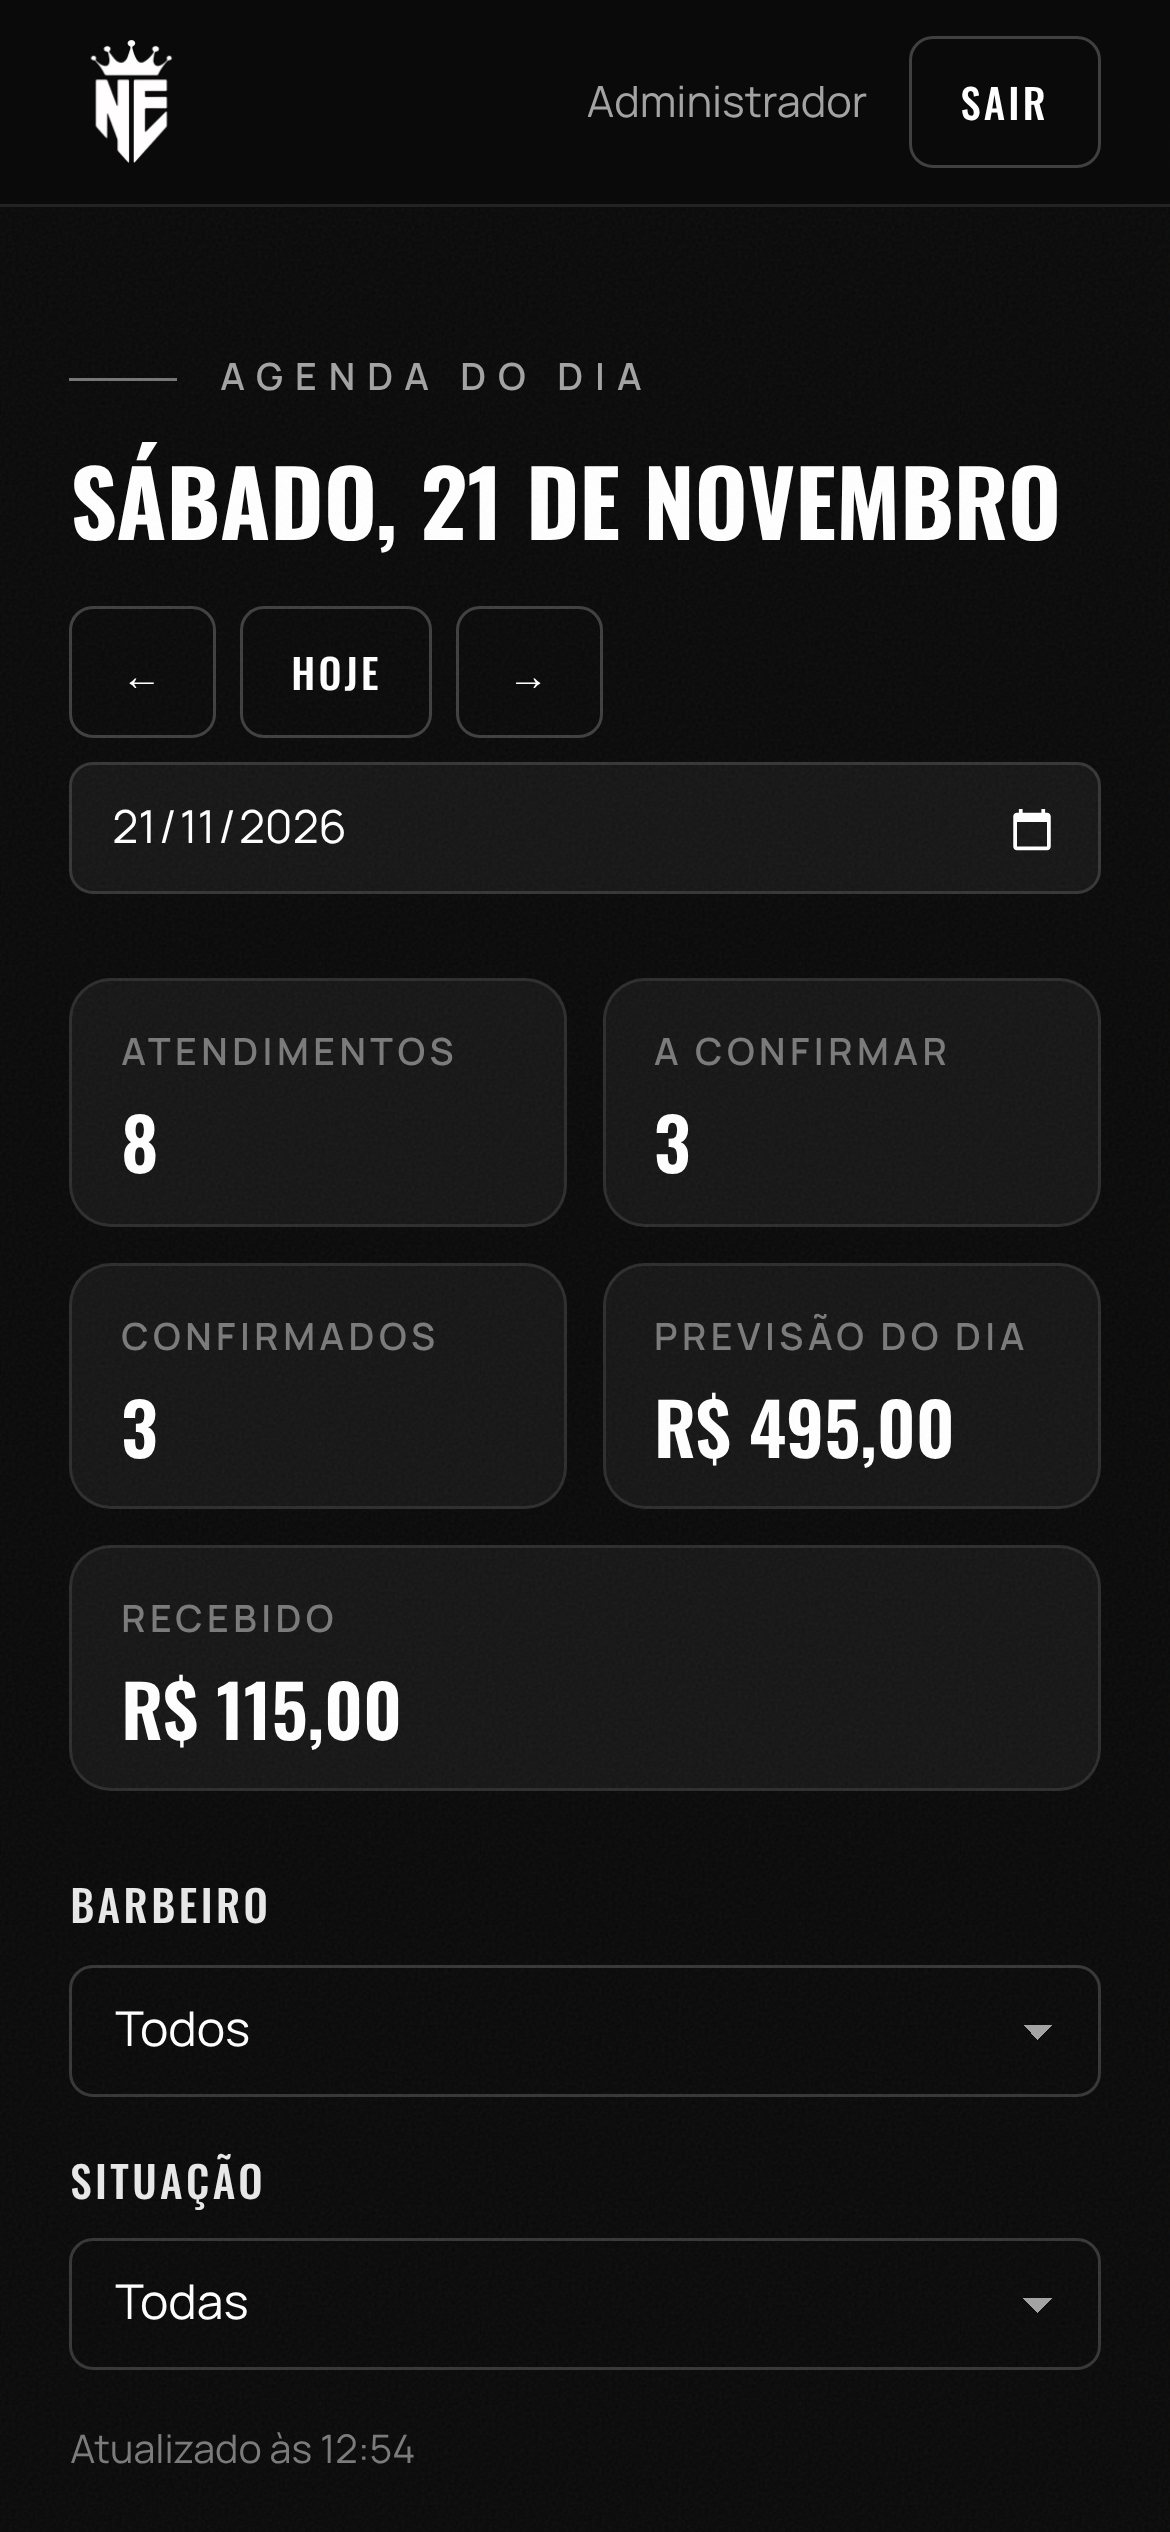 NE
Administrador
SAIR
AGENDA DO DIA
SÁBADO, 21 DE NOVEMBRO
← HOJE →
21/11/2026
ATENDIMENTOS
8
A CONFIRMAR
3
CONFIRMADOS
3
PREVISÃO DO DIA
R$ 495,00
RECEBIDO
R$ 115,00
BARBEIRO
Todos
SITUAÇÃO
Todas
Atualizado às 12:54